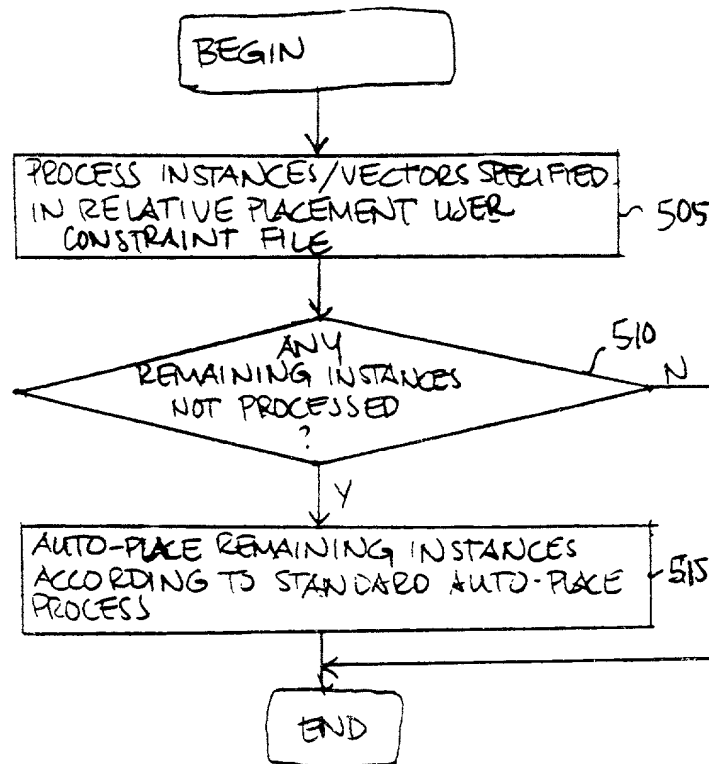 BEGIN
PROCESS INSTANCES/VECTORS SPECIFIED
IN RELATIVE PLACEMENT USER
CONSTRAINT FILE
505
ANY
REMAINING INSTANCES
NOT PROCESSED
?
510
N
Y
AUTO-PLACE REMAINING INSTANCES
ACCORDING TO STANDARD AUTO-PLACE
PROCESS
515
END